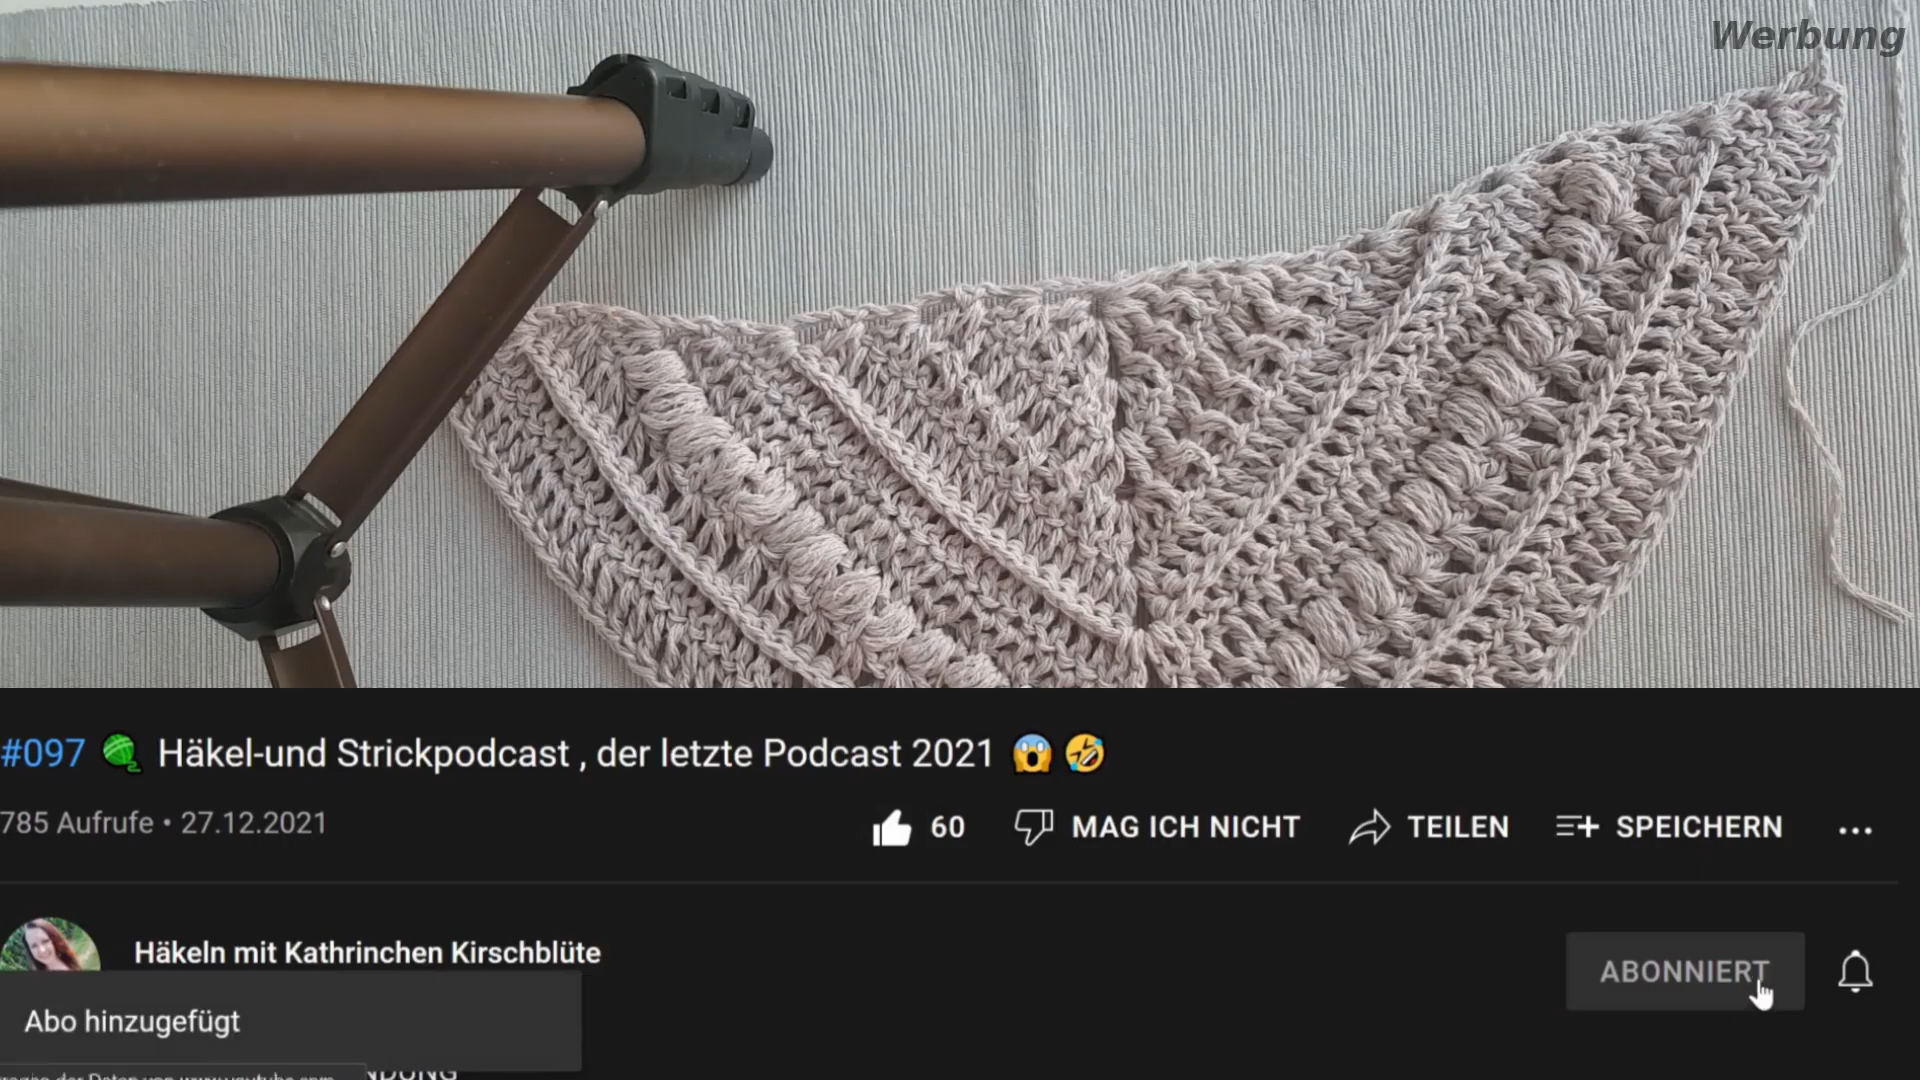 Werbung
#097 Häkel-und Strickpodcast , der letzte Podcast 2021
785 Aufrufe • 27.12.2021
60
MAG ICH NICHT
TEILEN
SPEICHERN
Häkeln mit Kathrinchen Kirschblüte
ABONNIERT
Abo hinzugefügt